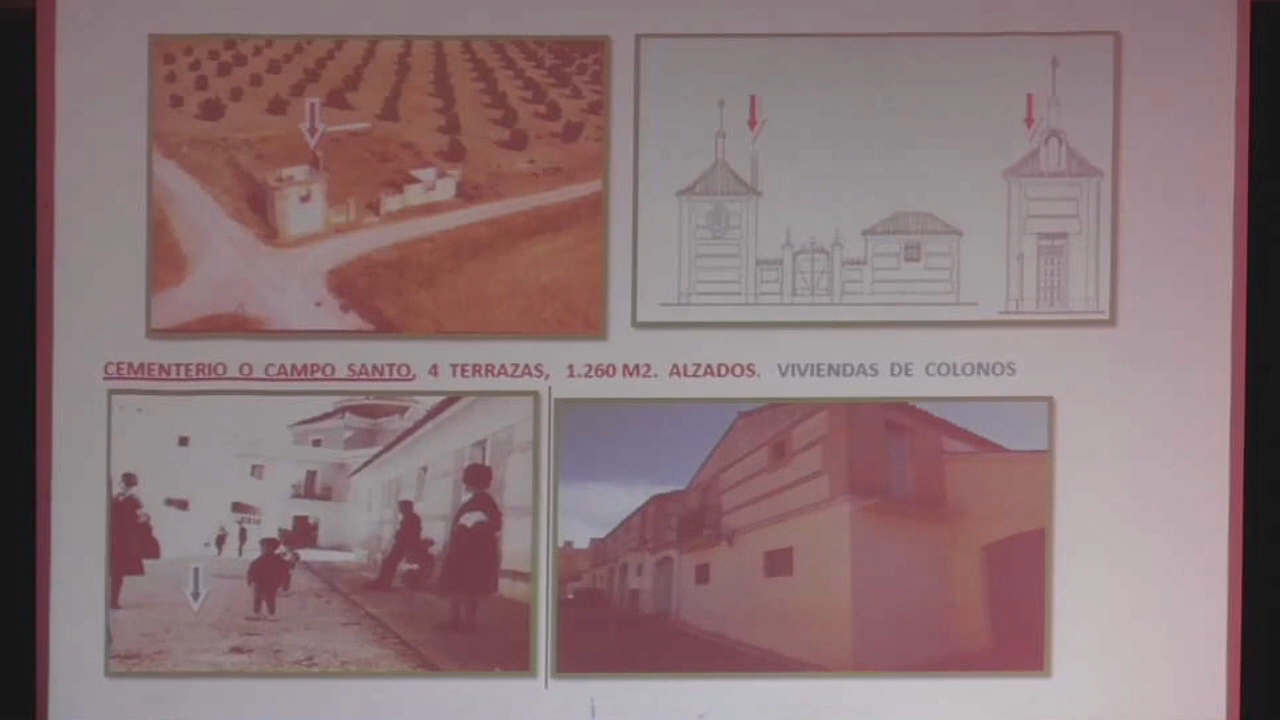 CEMENTERIO O CAMPO SANTO, 4 TERRAZAS, 1.260 M2. ALZADOS. VIVIENDAS DE COLONOS